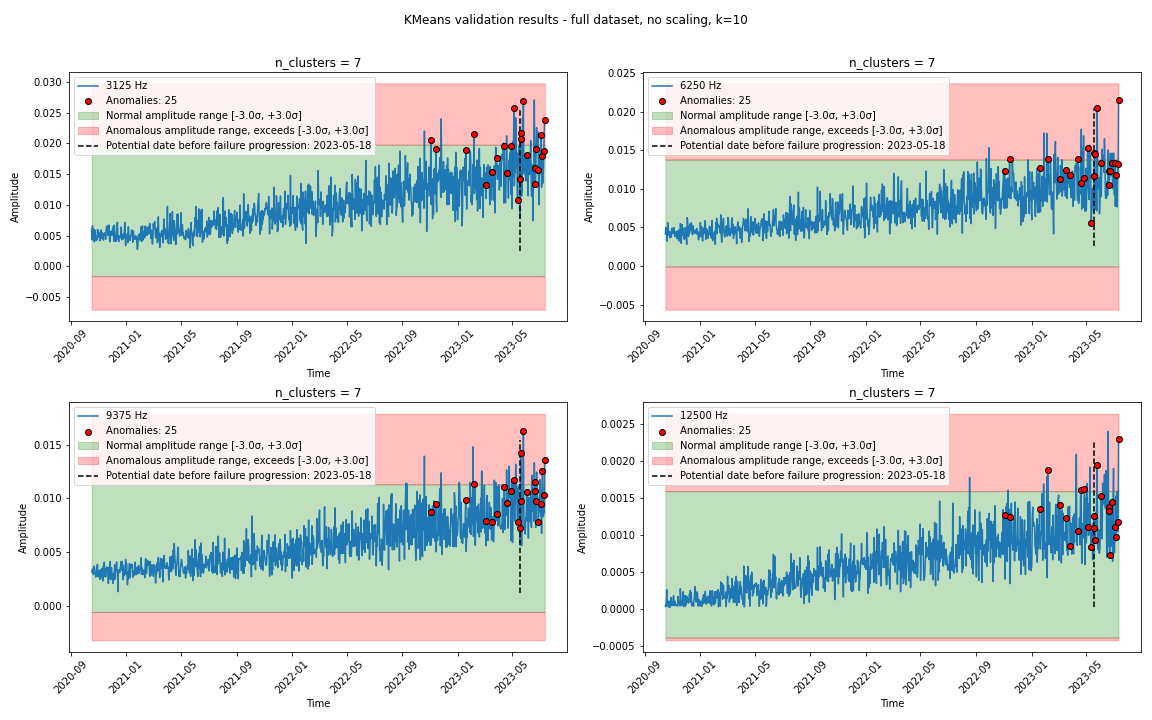 KMeans validation results - full dataset, no scaling, k=10
n_clusters = 7
3125 Hz
Anomalies: 25
Normal amplitude range [-3.0σ, +3.0σ]
Anomalous amplitude range, exceeds [-3.0σ, +3.0σ]
Potential date before failure progression: 2023-05-18
0.030
0.025
0.020
0.015
0.010
0.005
0.000
−0.005
Amplitude
2020-09
2021-01
2021-05
2021-09
2022-01
2022-05
2022-09
2023-01
2023-05
Time
n_clusters = 7
6250 Hz
Anomalies: 25
Normal amplitude range [-3.0σ, +3.0σ]
Anomalous amplitude range, exceeds [-3.0σ, +3.0σ]
Potential date before failure progression: 2023-05-18
0.025
0.020
0.015
0.010
0.005
0.000
−0.005
Amplitude
2020-09
2021-01
2021-05
2021-09
2022-01
2022-05
2022-09
2023-01
2023-05
Time
n_clusters = 7
9375 Hz
Anomalies: 25
Normal amplitude range [-3.0σ, +3.0σ]
Anomalous amplitude range, exceeds [-3.0σ, +3.0σ]
Potential date before failure progression: 2023-05-18
0.015
0.010
0.005
0.000
Amplitude
2020-09
2021-01
2021-05
2021-09
2022-01
2022-05
2022-09
2023-01
2023-05
Time
n_clusters = 7
12500 Hz
Anomalies: 25
Normal amplitude range [-3.0σ, +3.0σ]
Anomalous amplitude range, exceeds [-3.0σ, +3.0σ]
Potential date before failure progression: 2023-05-18
0.0025
0.0020
0.0015
0.0010
0.0005
0.0000
−0.0005
Amplitude
2020-09
2021-01
2021-05
2021-09
2022-01
2022-05
2022-09
2023-01
2023-05
Time